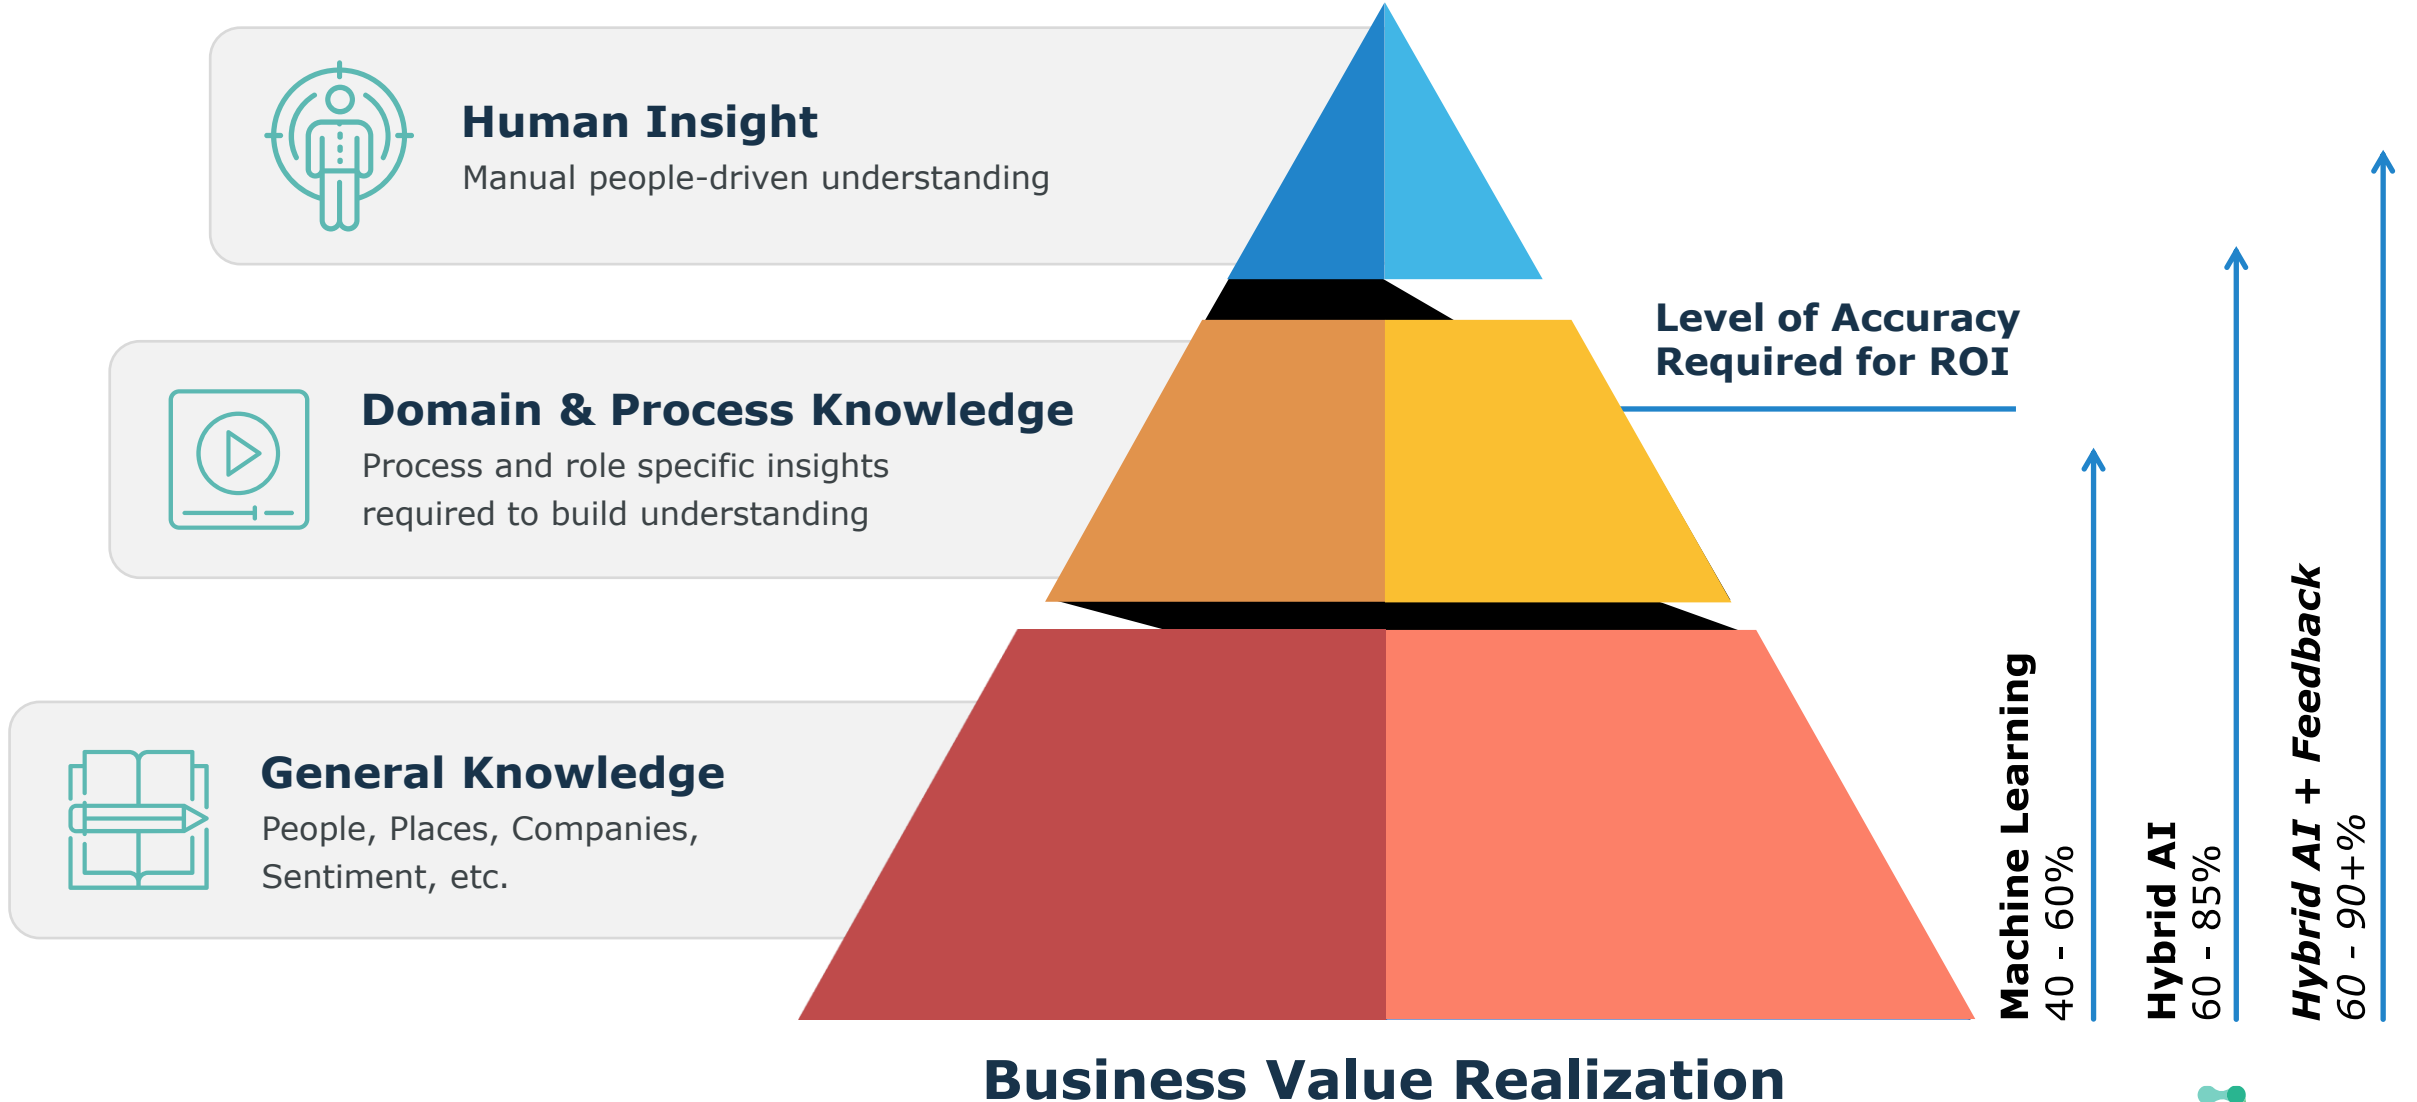 Human Insight
Manual people-driven understanding
Level of Accuracy
Required for ROI
Domain & Process Knowledge
Process and role specific insights
required to build understanding
General Knowledge
People, Places, Companies,
Sentiment, etc.
Machine Learning
40 - 60%
Hybrid AI
60 - 85%
Hybrid AI + Feedback
60 - 90+%
Business Value Realization